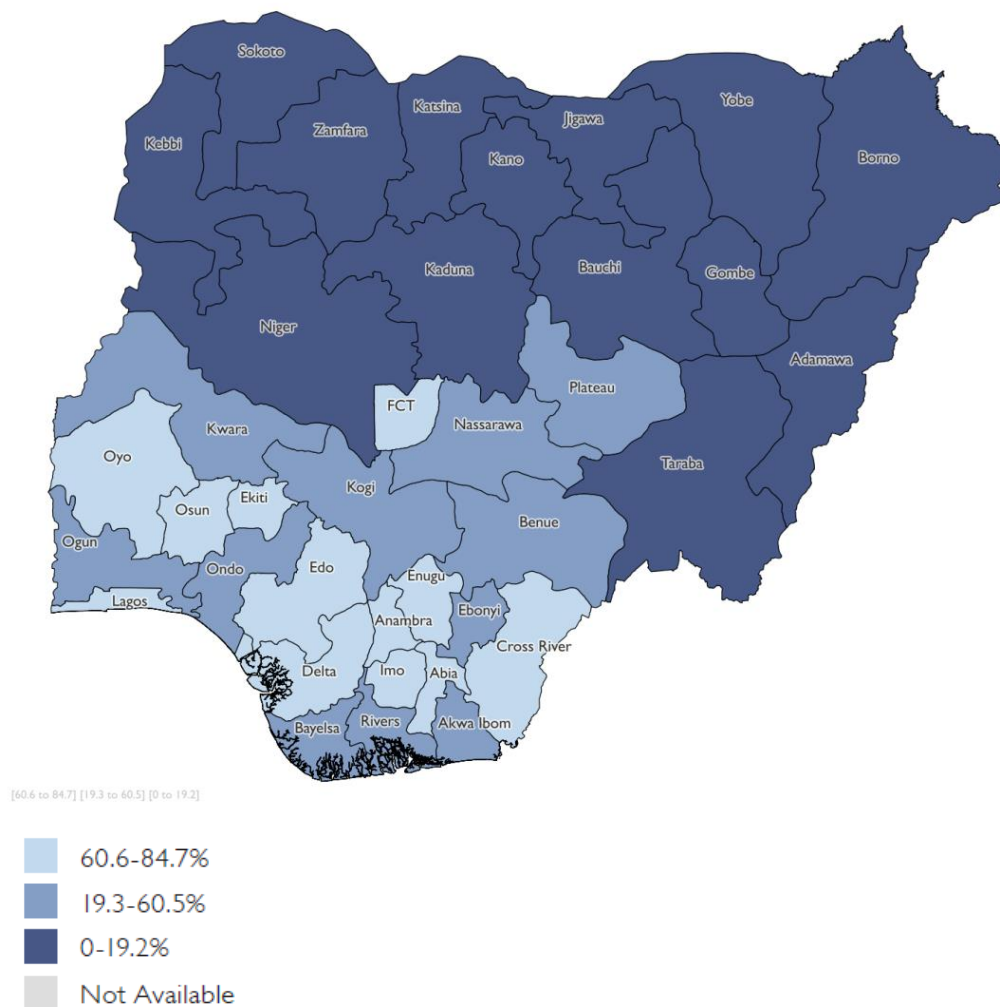 Sokoto
Yobe
Katsina
Jigawa
Zamfara
Kebbi
Kano
Borno
Kaduna
Bauchi
Gombe
Niger
Adamawa
Plateau
FCT
Nassarawa
Kwara
Oyo
Taraba
Kogi
Ekiti
Osun
Benue
Ogun
Ondo
Edo
Enugu
Lagos
Ebonyi
Anambra
Cross River
Delta
Imo
Abia
Bayelsa
Rivers
Akwa Ibom
[60.6 to 84.7] [19.3 to 60.5] [0 to 19.2]
60.6-84.7%
19.3-60.5%
0-19.2%
Not Available